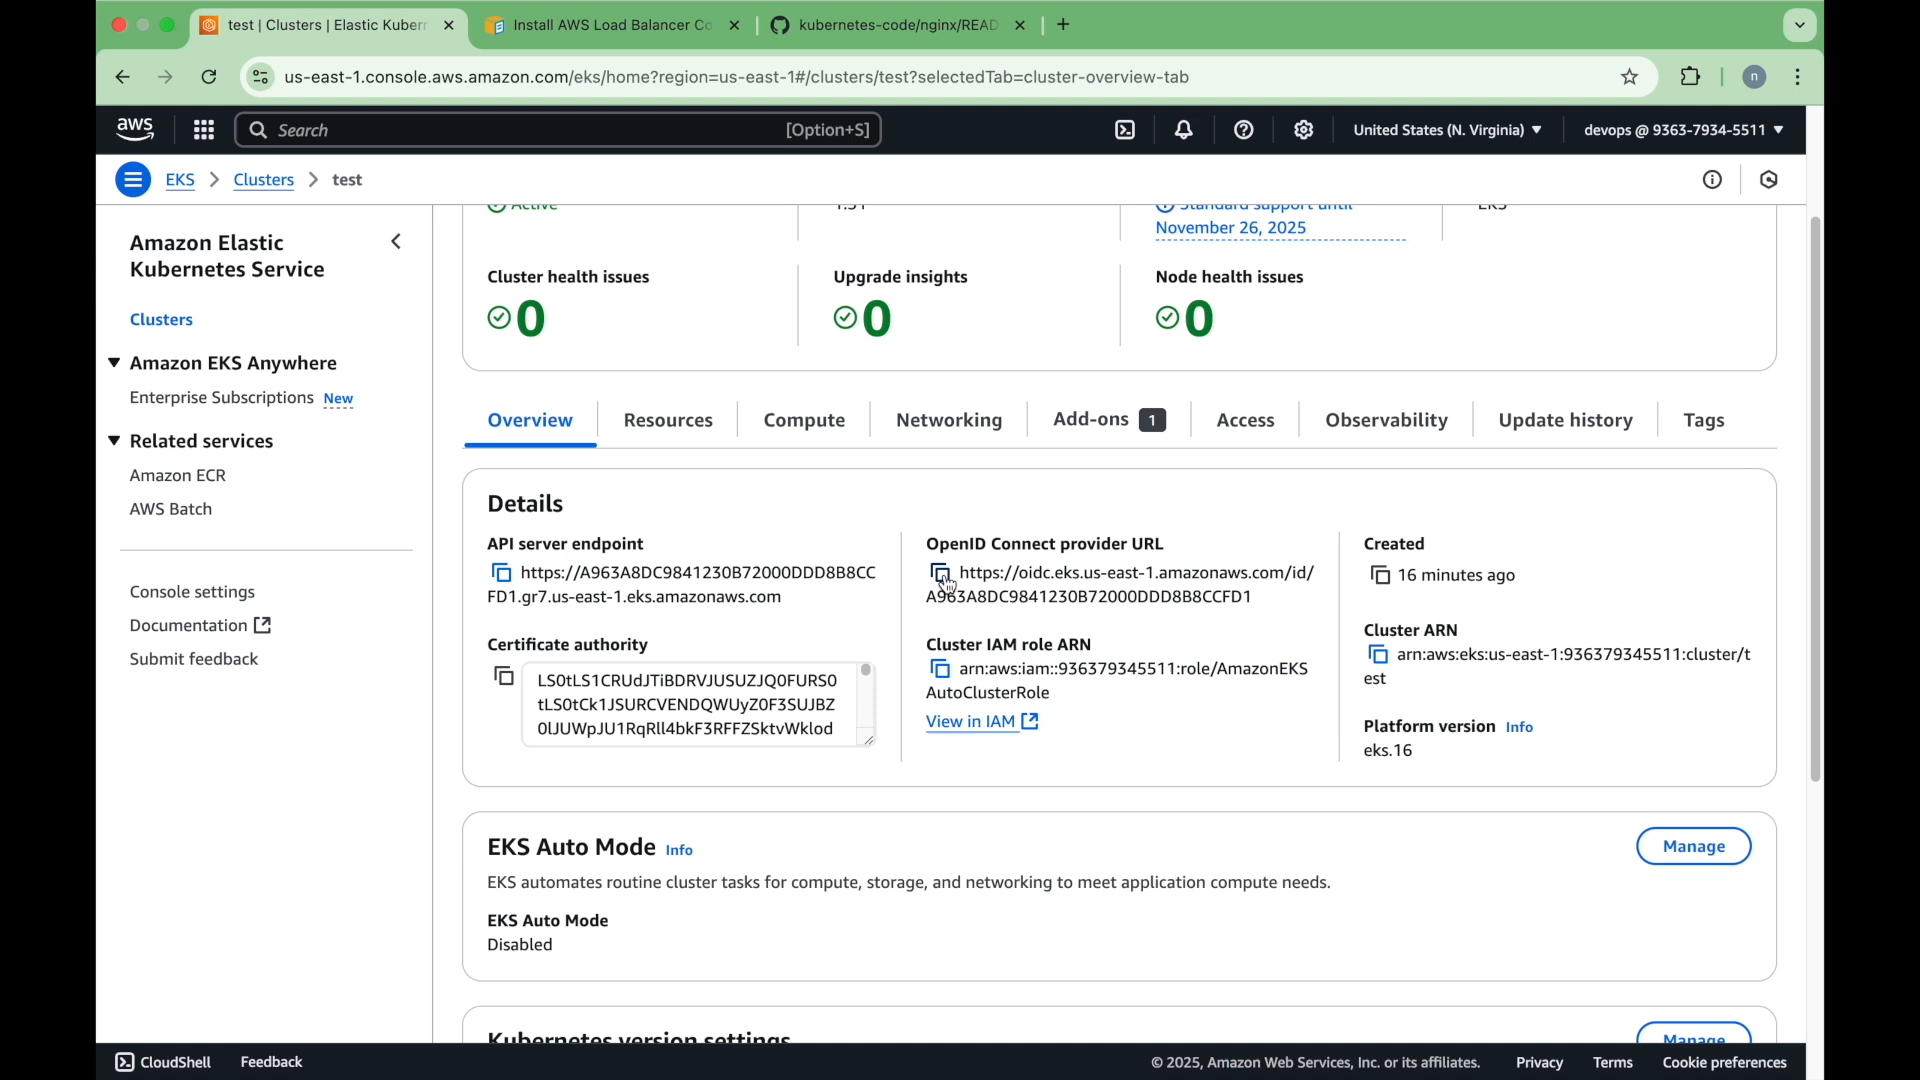 test | Clusters | Elastic Kuber
Install AWS Load Balancer Co
kubernetes-code/nginx/READ
us-east-1.console.aws.amazon.com/eks/home?region=us-east-1#/clusters/test?selectedTab=cluster-overview-tab
n
aws
Search
[Option+S]
United States (N. Virginia)
devops @ 9363-7934-5511
EKS > Clusters > test
Amazon Elastic
Kubernetes Service
Clusters
Amazon EKS Anywhere
Enterprise Subscriptions New
Related services
Amazon ECR
AWS Batch
Console settings
Documentation
Submit feedback
Active
Standard support until
November 26, 2025
EKS
Cluster health issues
0
Upgrade insights
0
Node health issues
0
Overview
Resources
Compute
Networking
Add-ons 1
Access
Observability
Update history
Tags
Details
API server endpoint
https://A963A8DC9841230B72000DDD8B8CC
FD1.gr7.us-east-1.eks.amazonaws.com
Certificate authority
LS0tLS1CRUdJTiBDRVJUSUZJQ0FURS0
tLS0tCk1JSURCVENDQWUyZ0F3SUJBZ
0lJUWpJU1RqRll4bkF3RFFZSktvWklod
OpenID Connect provider URL
https://oidc.eks.us-east-1.amazonaws.com/id/
A963A8DC9841230B72000DDD8B8CCFD1
Cluster IAM role ARN
arn:aws:iam::936379345511:role/AmazonEKS
AutoClusterRole
View in IAM
Created
16 minutes ago
Cluster ARN
arn:aws:eks:us-east-1:936379345511:cluster/t
est
Platform version Info
eks.16
EKS Auto Mode Info
Manage
EKS automates routine cluster tasks for compute, storage, and networking to meet application compute needs.
EKS Auto Mode
Disabled
Kubernetes version settings
Manage
CloudShell
Feedback
© 2025, Amazon Web Services, Inc. or its affiliates.
Privacy
Terms
Cookie preferences